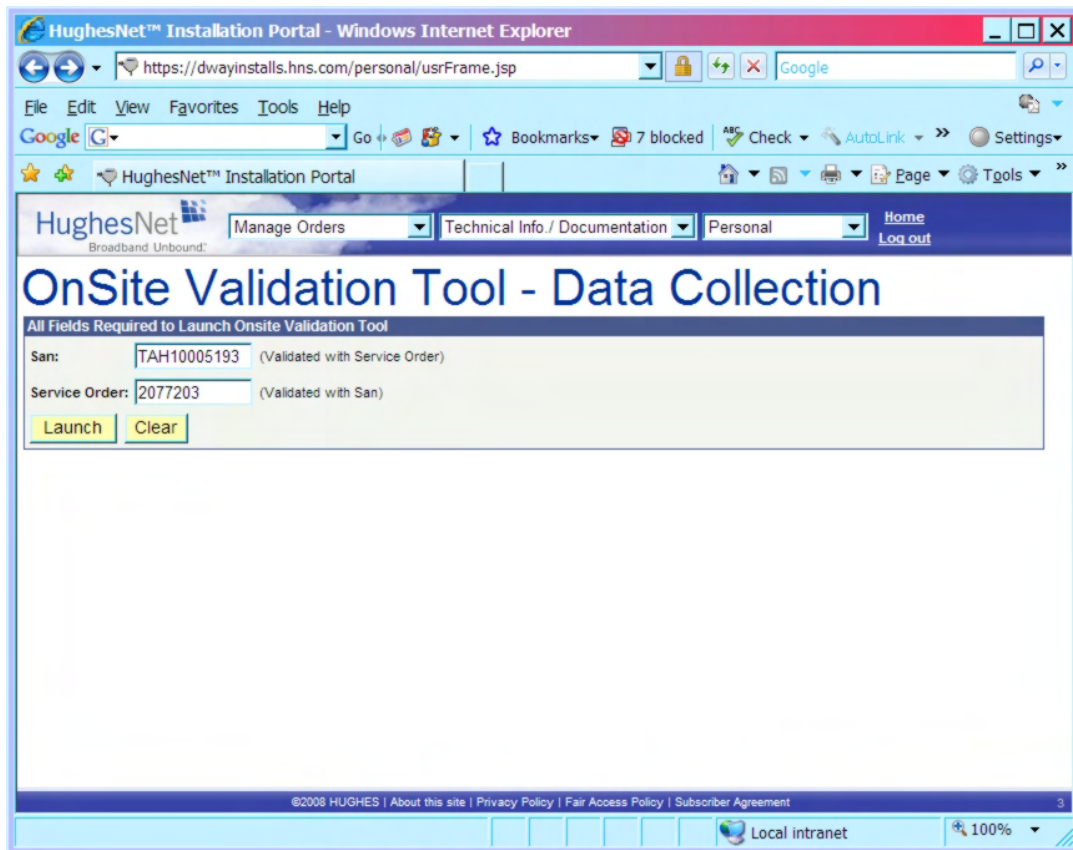 HughesNet™ Installation Portal - Windows Internet Explorer
https://dwayinstalls.hns.com/personal/usrFrame.jsp
Google
File Edit View Favorites Tools Help
Google G Go Bookmarks 7 blocked ABC Check AutoLink » Settings
HughesNet™ Installation Portal Page Tools »
HughesNet Manage Orders Technical Info./ Documentation Personal Home
Broadband Unbound. Log out
OnSite Validation Tool - Data Collection
All Fields Required to Launch Onsite Validation Tool
San: TAH10005193 (Validated with Service Order)
Service Order: 2077203 (Validated with San)
Launch Clear
©2008 HUGHES | About this site | Privacy Policy | Fair Access Policy | Subscriber Agreement 3
Local intranet 100%